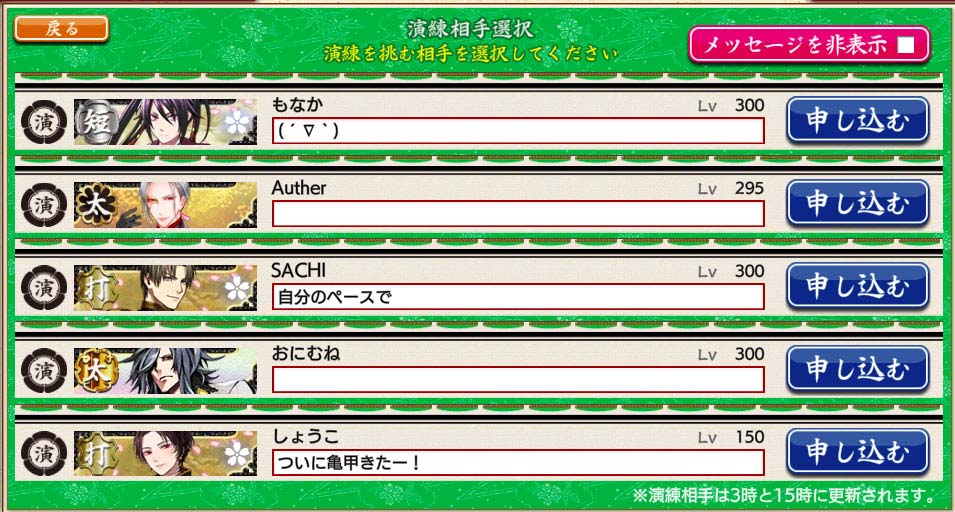 戻る
演練相手選択
演練を挑む相手を選択してください
メッセージを非表示
演 短 もなか Lv 300 申し込む
(´∇`)
演 太 Auther Lv 295 申し込む
演 打 SACHI Lv 300 申し込む
自分のペースで
演 太 おにむね Lv 300 申し込む
演 打 しょうこ Lv 150 申し込む
ついに亀甲きたー！
※演練相手は3時と15時に更新されます。